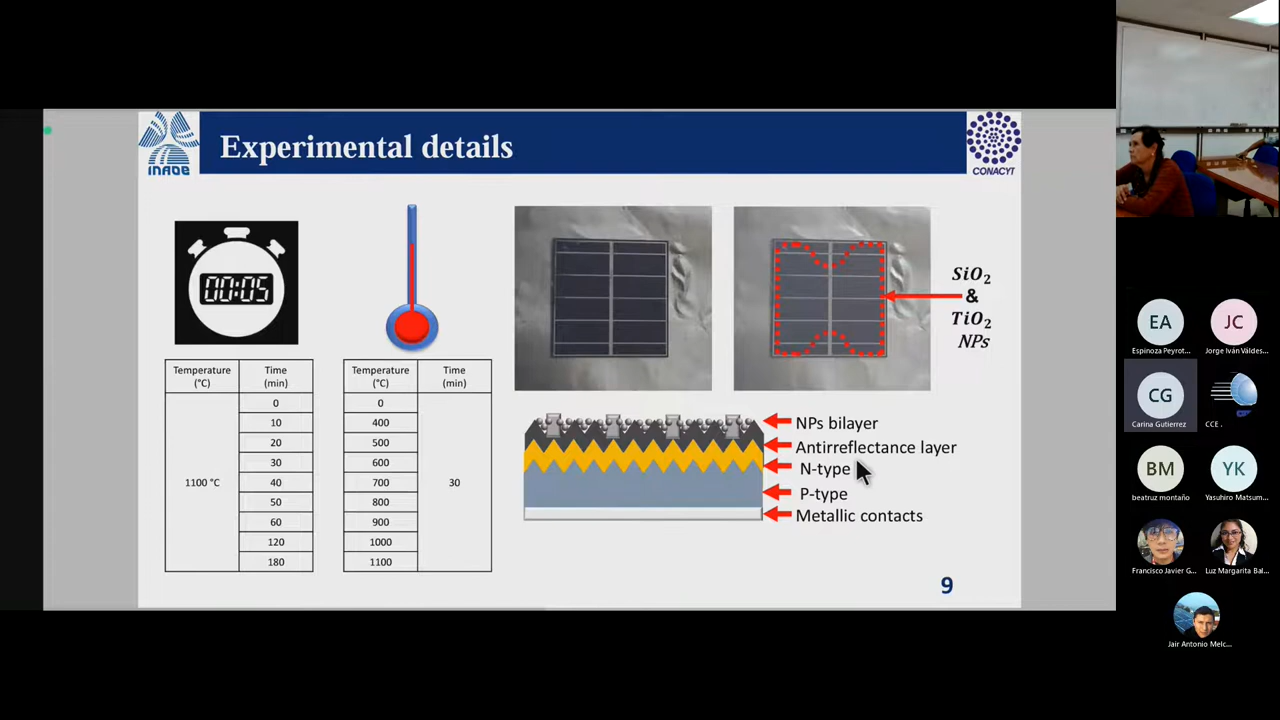 Experimental details
INAOE
CONACYT
00:05
SiO₂
&
TiO₂
NPs
Temperature (°C)
Time (min)
1100 °C
0
10
20
30
40
50
60
120
180
Temperature (°C)
Time (min)
0
400
500
600
700
800
900
1000
1100
30
NPs bilayer
Antirreflectance layer
N-type
P-type
Metallic contacts
9
EA
Espinoza Peyrot...
JC
Jorge Iván Váldes...
CG
Carina Gutierrez
CCE .
BM
beatruz montaño
YK
Yasuhiro Matsum...
Francisco Javier G...
Luz Margarita Bal...
Jair Antonio Melc...